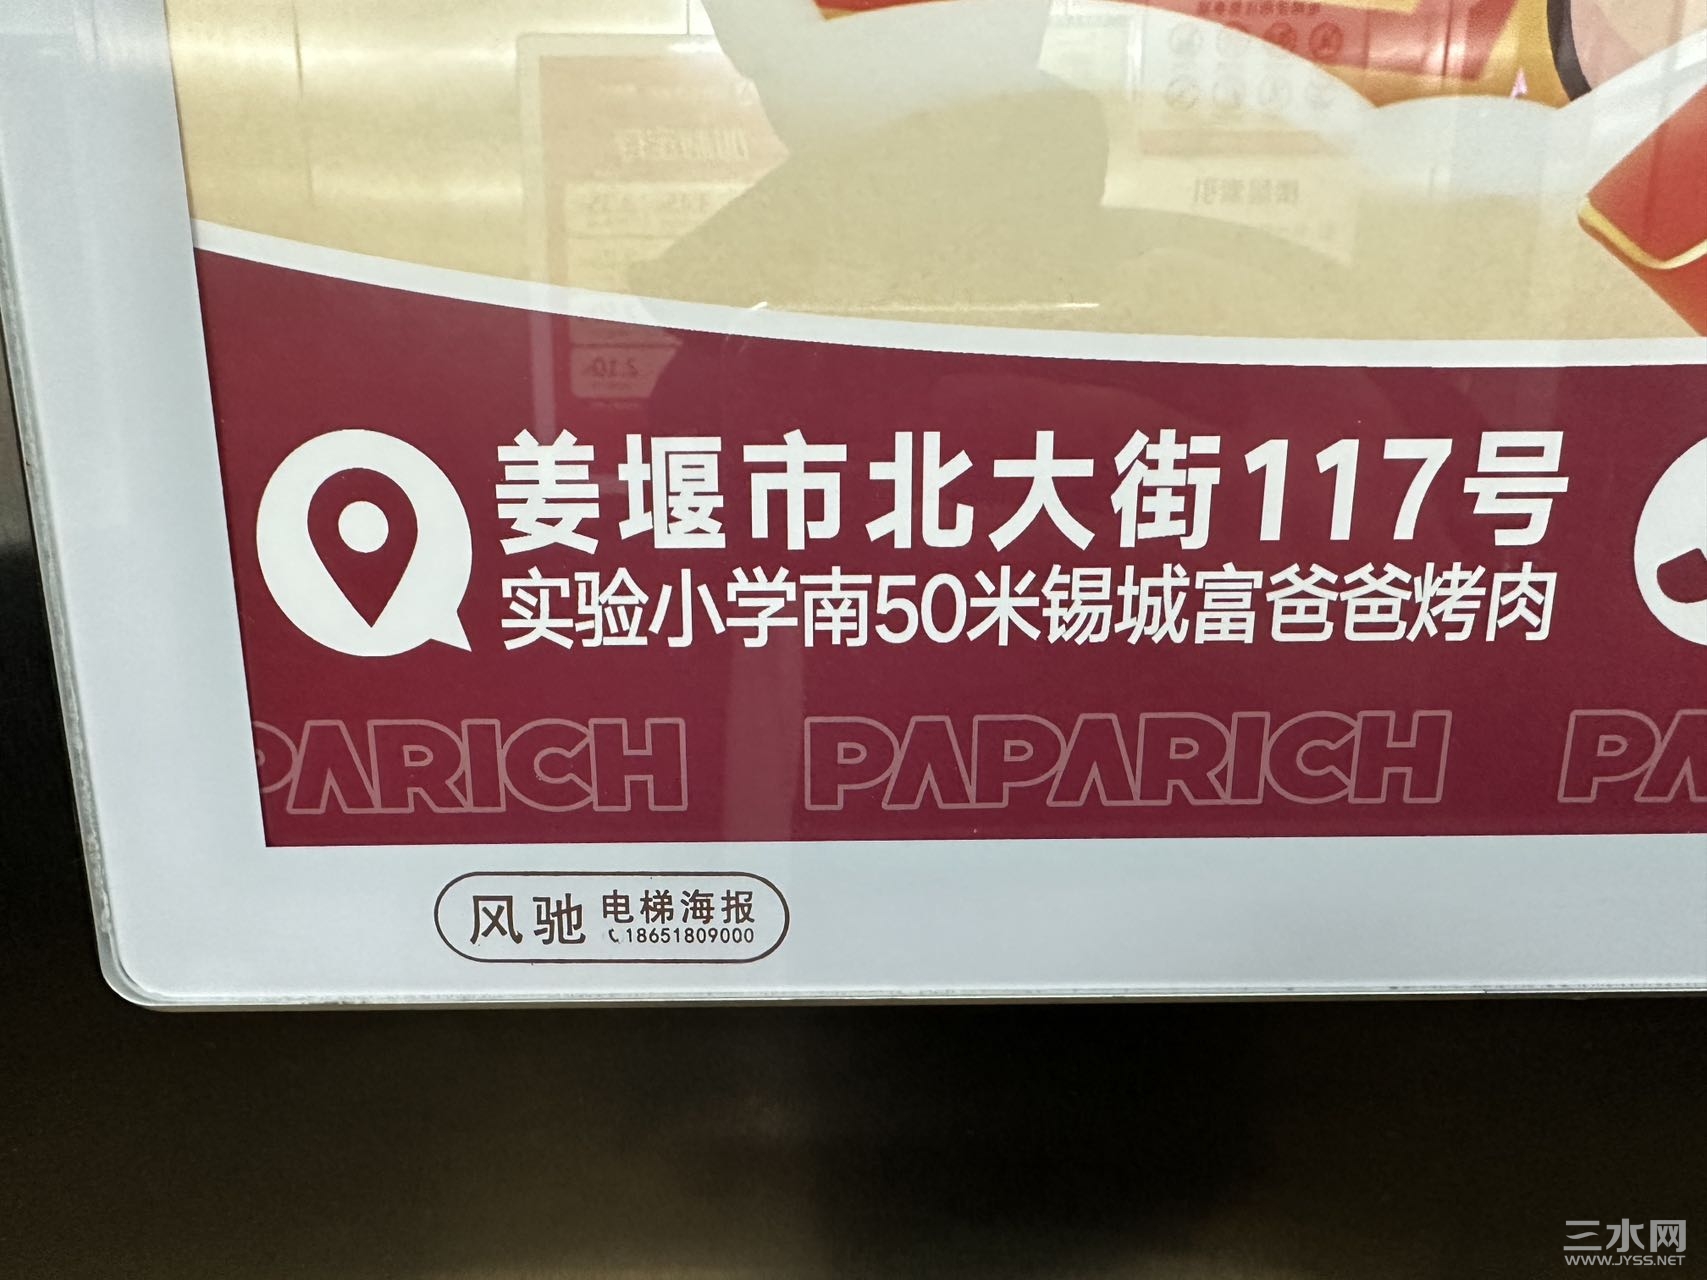 姜堰市北大街117号
实验小学南50米锡城富爸爸烤肉
PARICH PAPARICH PA
风驰 电梯海报
18651809000
三水网
WWW.JYSS.NET